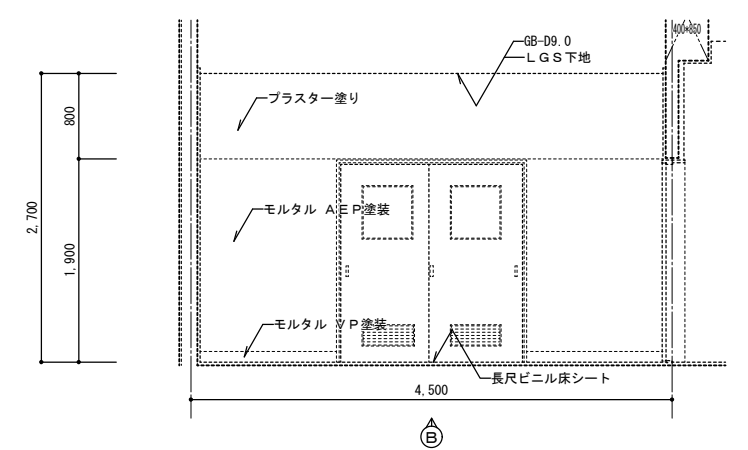 400*850
GB-D9.0
LGS下地
プラスター塗り
800
2,700
モルタル AEP塗装
1,900
モルタル VP塗装
長尺ビニル床シート
4,500
B